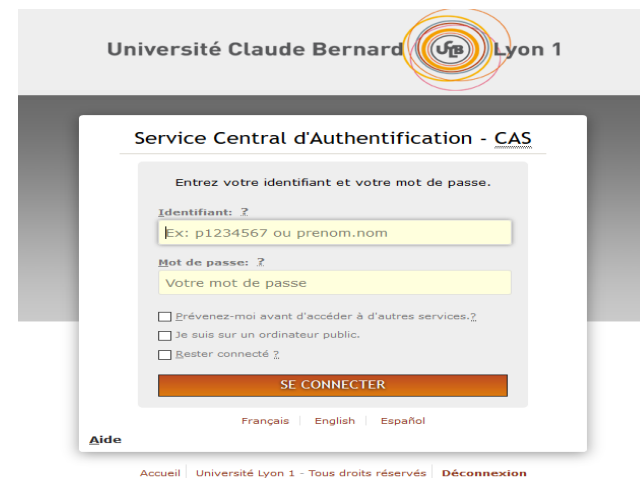 Université Claude Bernard UCB Lyon 1
Service Central d'Authentification - CAS
Entrez votre identifiant et votre mot de passe.
Identifiant: ?
Ex: p1234567 ou prenom.nom
Mot de passe: ?
Votre mot de passe
Prévenez-moi avant d'accéder à d'autres services.?
Je suis sur un ordinateur public.
Rester connecté ?
SE CONNECTER
Français English Español
Aide
Accueil Université Lyon 1 - Tous droits réservés Déconnexion